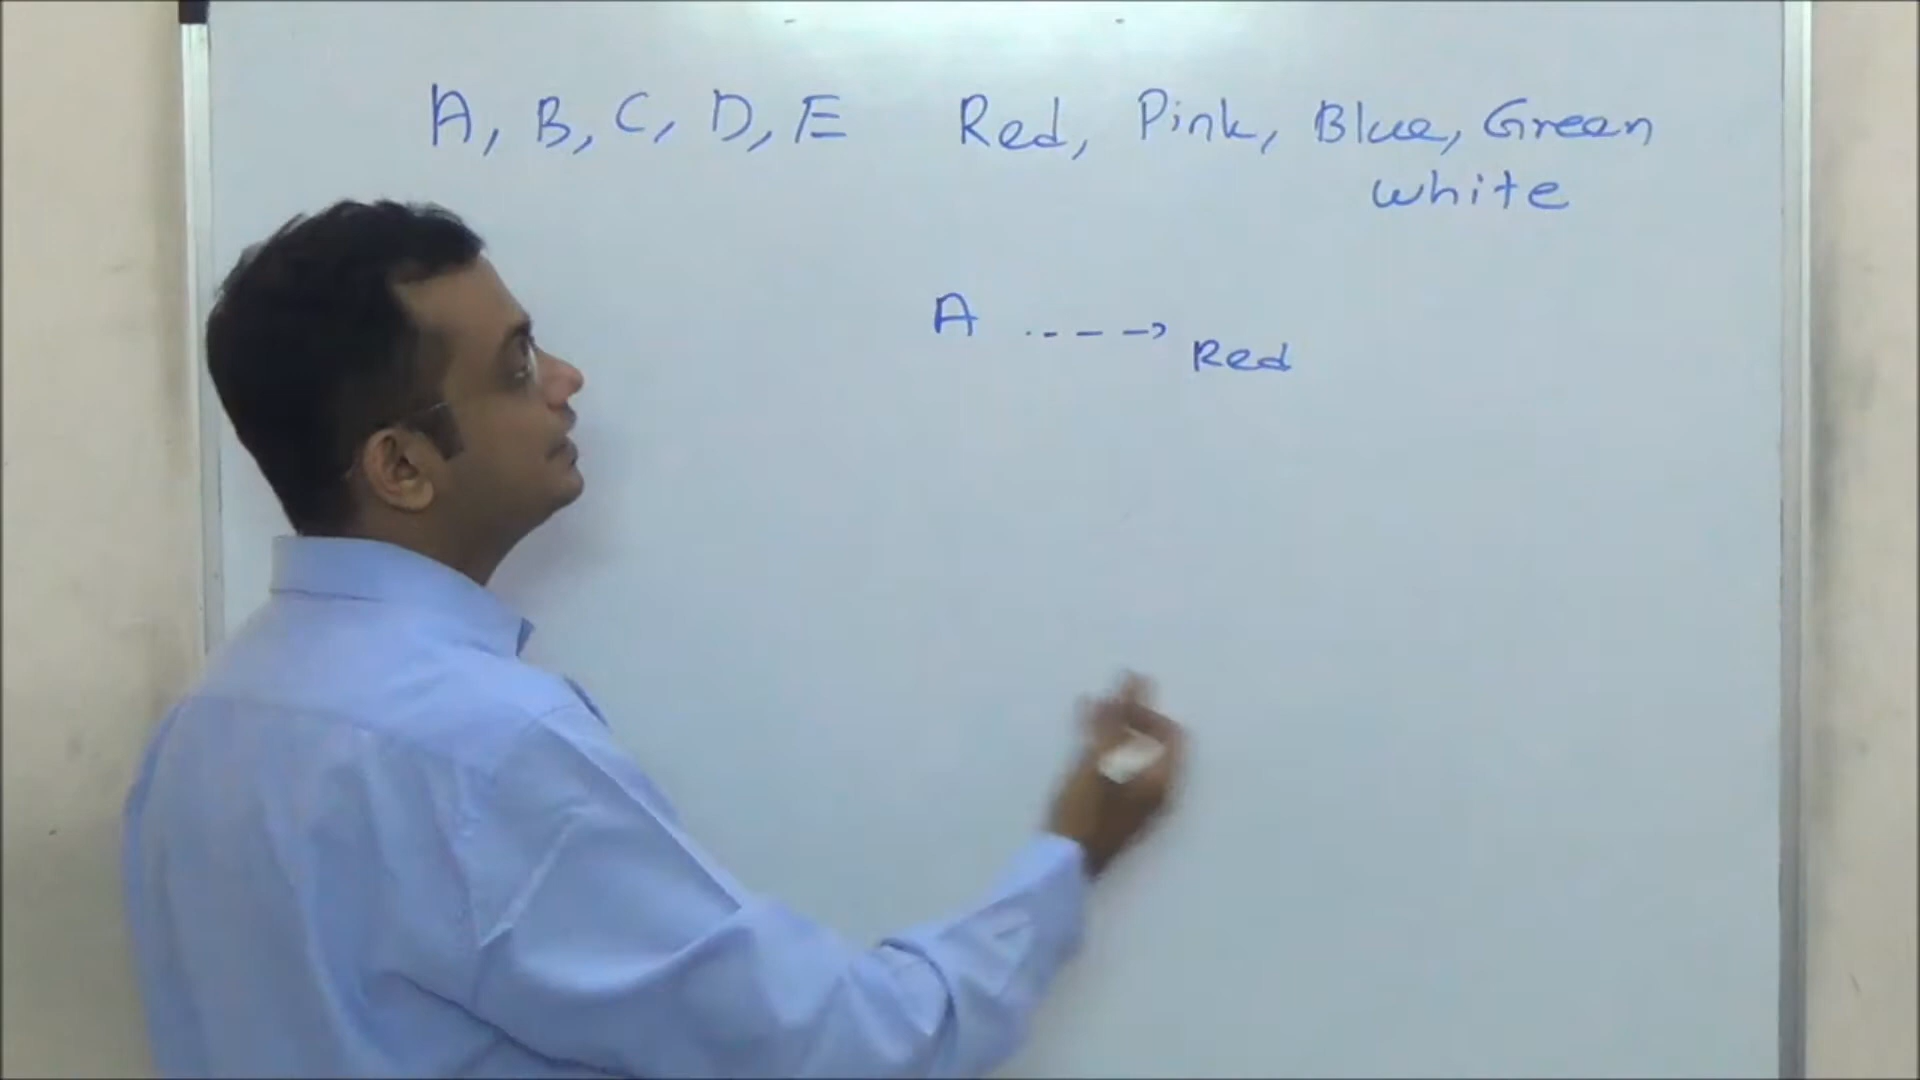 A, B, C, D, E Red, Pink, Blue, Green
white
A ----> Red